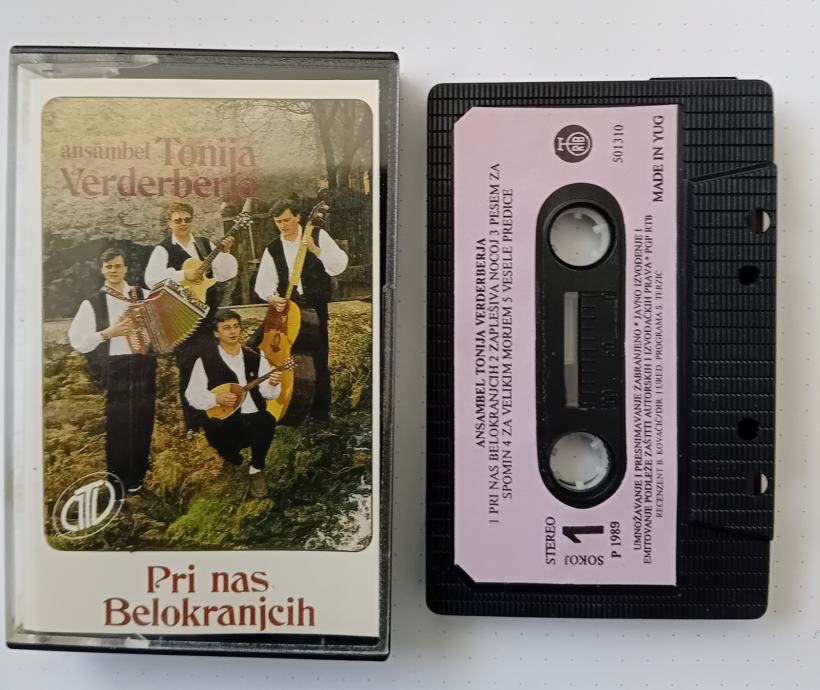 ansambel Tonija
Verderberja
Pri nas
Belokranjcih
ANSAMBEL TONIJA VERDERBERJA
1 PRI NAS BELOKRANJCIH 2 ZAPLEŠIVA NOCOJ 3 PESEM ZA
SPOMIN 4 ZA VELIKIM MORJEM 5 VESELE PREDICE
STEREO
1
SOKOJ
P 1989
RTB
501310
MADE IN YUG
UMNOŽAVANJE I PRESNIMAVANJE ZABRANJENO * JAVNO IZVOĐENJE I
EMITOVANJE PODLEŽE ZAŠTITI AUTORSKIH I IZVOĐAČKIH PRAVA * PGP RTB
RECENZENT B. KOVAČIĆ/DIR. I URED. PROGRAMA S. TERZIĆ